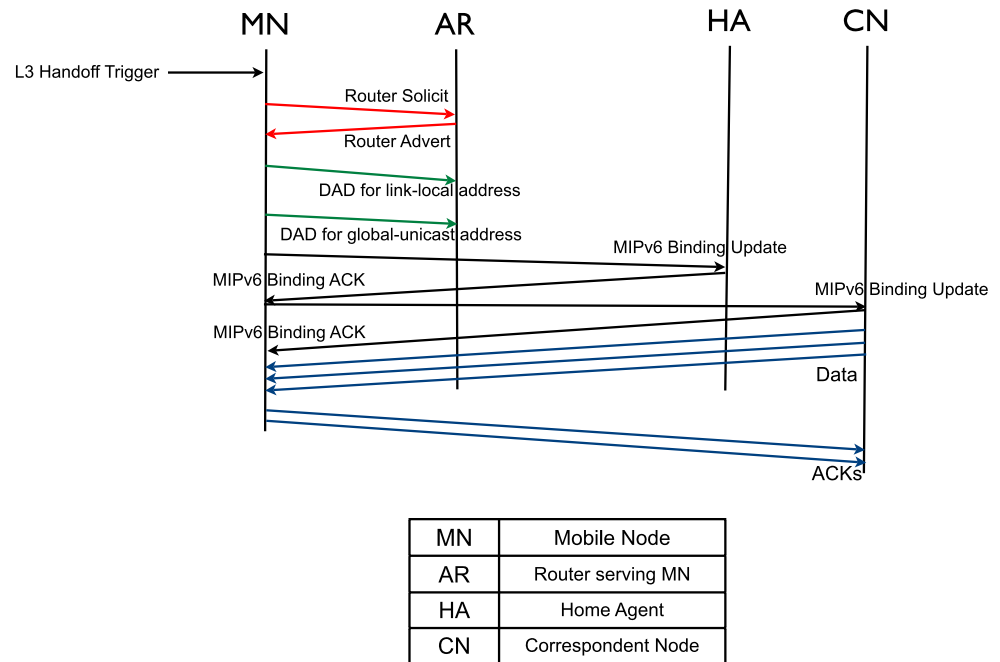 MN AR HA CN
L3 Handoff Trigger
Router Solicit
Router Advert
DAD for link-local address
DAD for global-unicast address
MIPv6 Binding Update
MIPv6 Binding ACK
MIPv6 Binding Update
MIPv6 Binding ACK
Data
ACKs
MN Mobile Node
AR Router serving MN
HA Home Agent
CN Correspondent Node